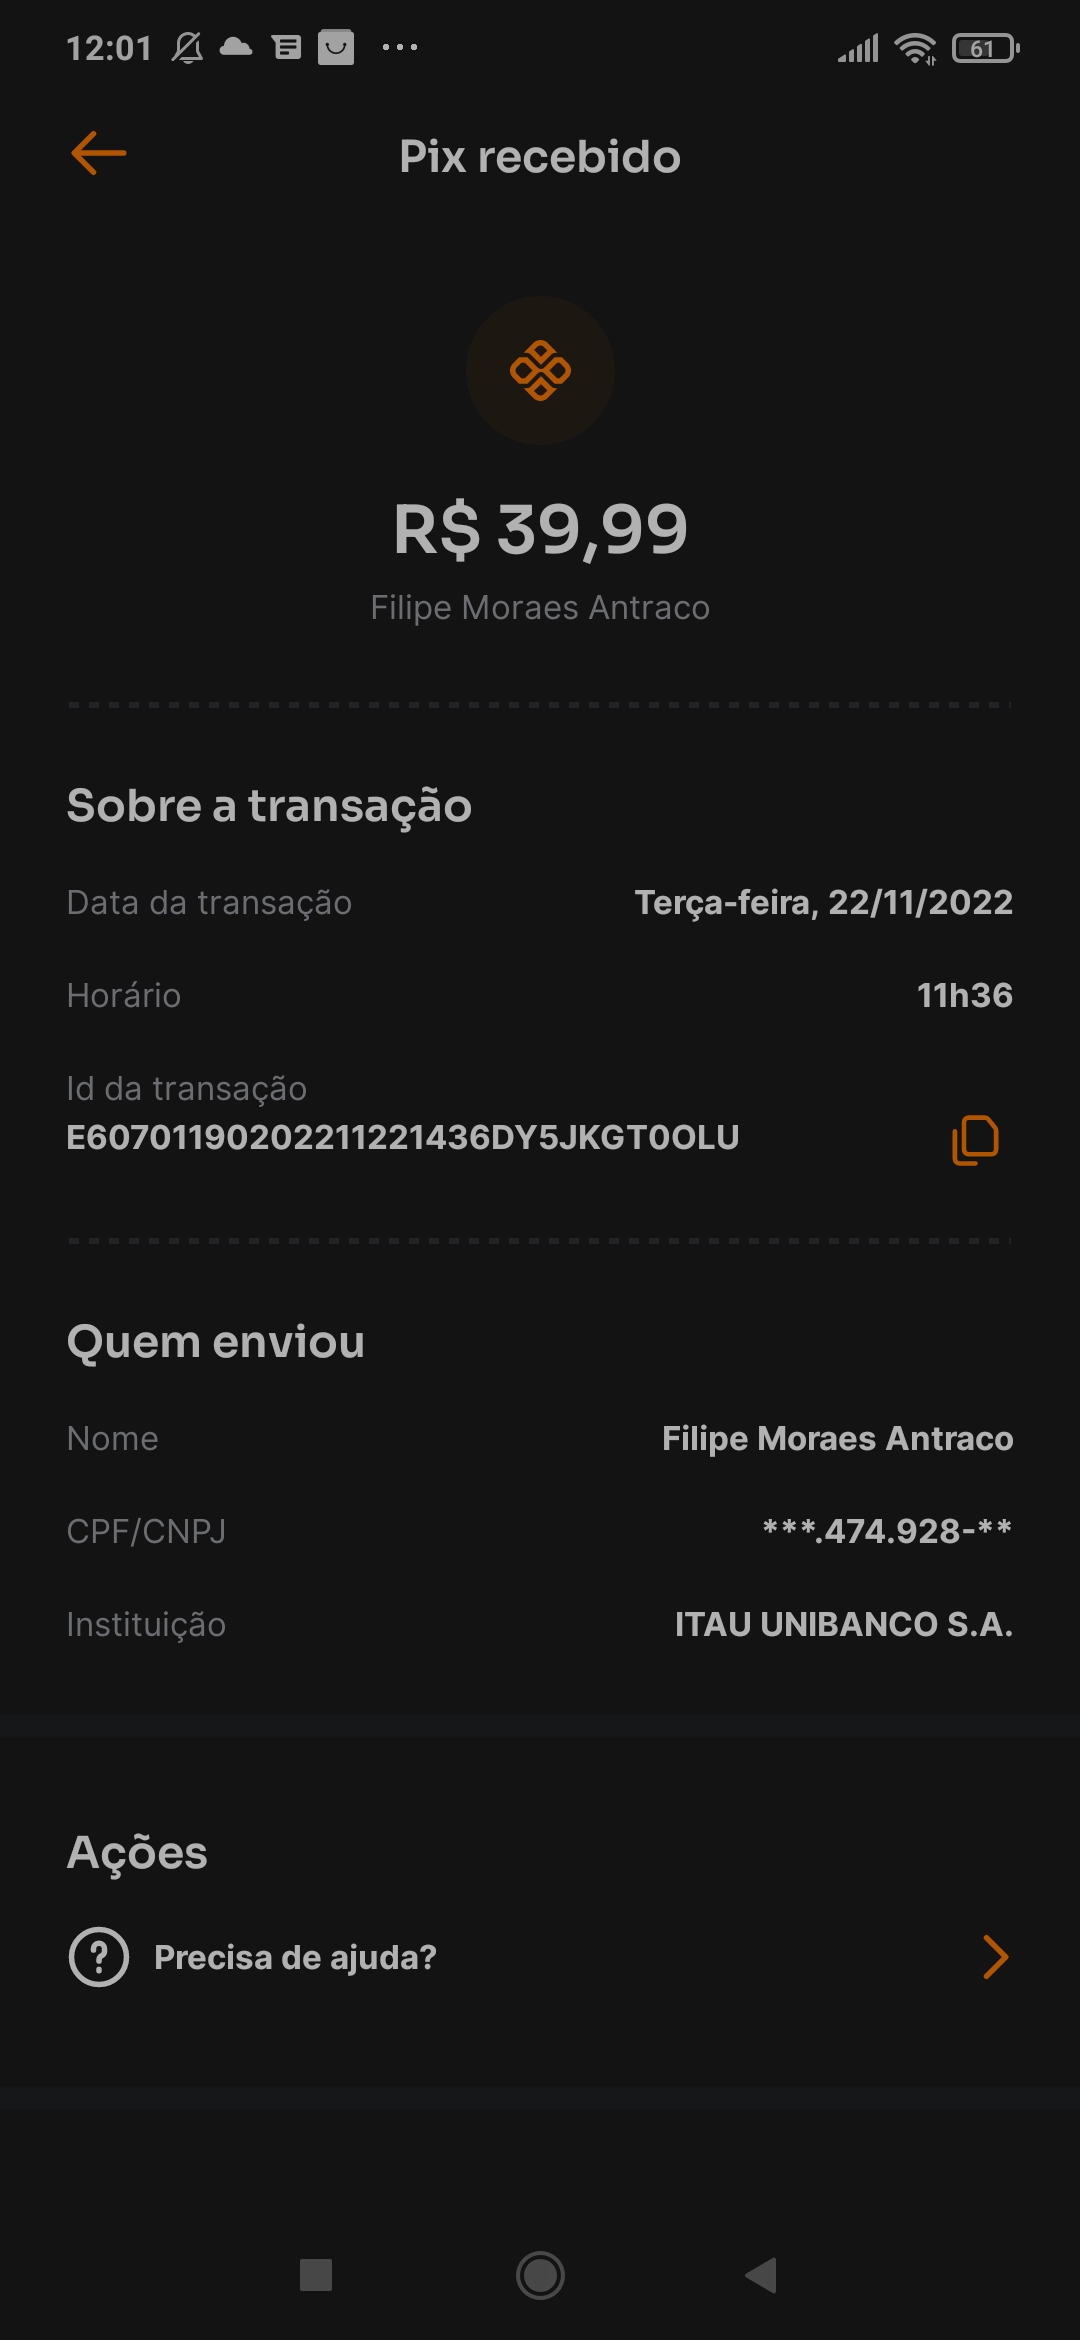 12:01
61
Pix recebido
R$ 39,99
Filipe Moraes Antraco
Sobre a transação
Data da transação Terça-feira, 22/11/2022
Horário 11h36
Id da transação
E60701190202211221436DY5JKGT0OLU
Quem enviou
Nome Filipe Moraes Antraco
CPF/CNPJ ***.474.928-**
Instituição ITAU UNIBANCO S.A.
Ações
Precisa de ajuda?